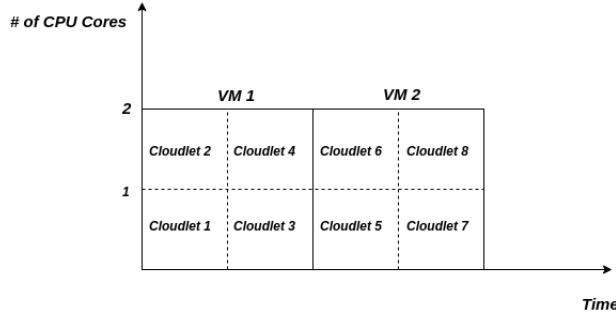 # of CPU Cores
VM 1
VM 2
2
Cloudlet 2
Cloudlet 4
Cloudlet 6
Cloudlet 8
1
Cloudlet 1
Cloudlet 3
Cloudlet 5
Cloudlet 7
Time